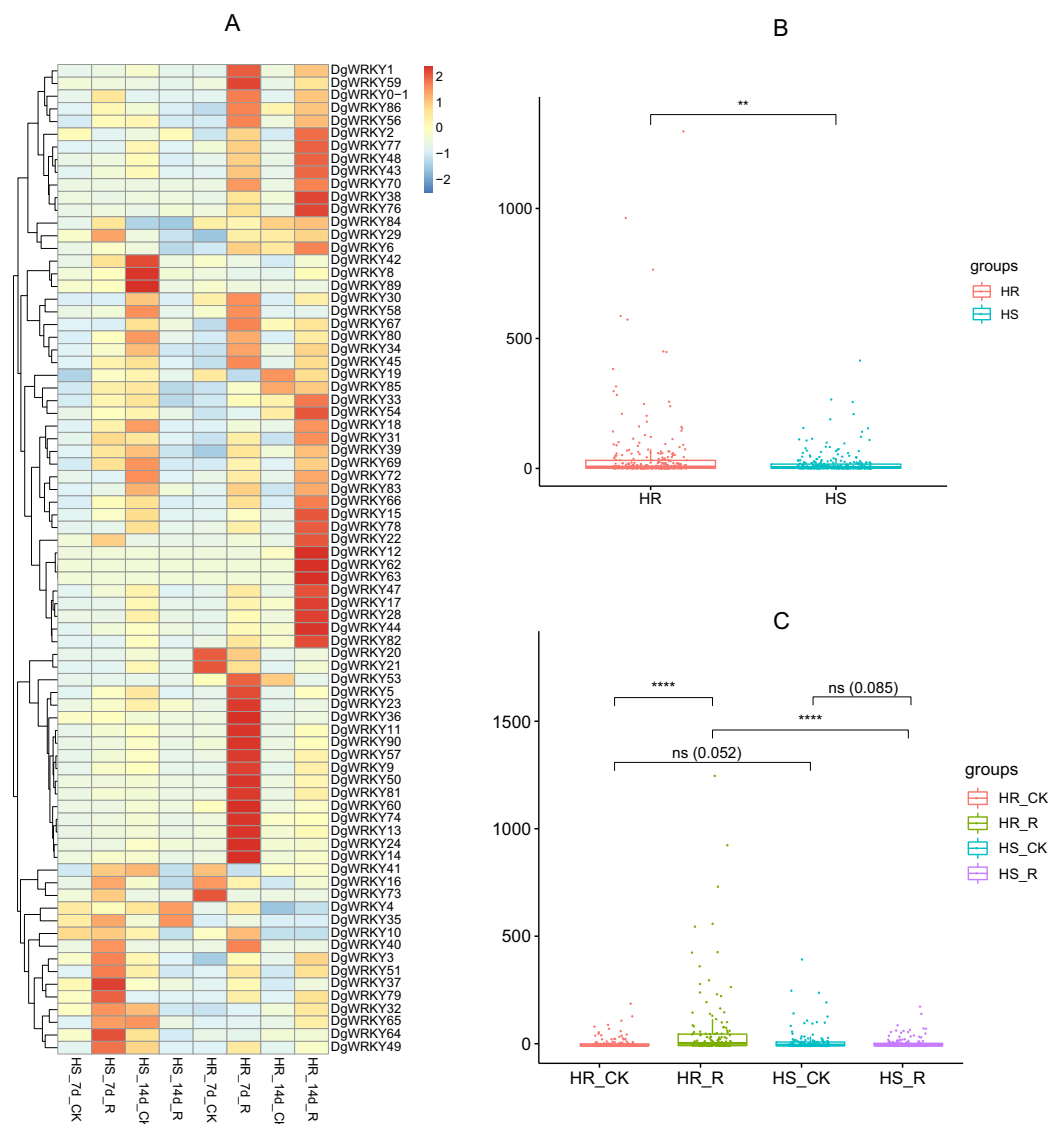 A
DgWRKY1
DgWRKY59
DgWRKY0−1
DgWRKY86
DgWRKY56
DgWRKY2
DgWRKY77
DgWRKY48
DgWRKY43
DgWRKY70
DgWRKY38
DgWRKY76
DgWRKY84
DgWRKY29
DgWRKY6
DgWRKY42
DgWRKY8
DgWRKY89
DgWRKY30
DgWRKY58
DgWRKY67
DgWRKY80
DgWRKY34
DgWRKY45
DgWRKY19
DgWRKY85
DgWRKY33
DgWRKY54
DgWRKY18
DgWRKY31
DgWRKY39
DgWRKY69
DgWRKY72
DgWRKY83
DgWRKY66
DgWRKY15
DgWRKY78
DgWRKY22
DgWRKY12
DgWRKY62
DgWRKY63
DgWRKY47
DgWRKY17
DgWRKY28
DgWRKY44
DgWRKY82
DgWRKY20
DgWRKY21
DgWRKY53
DgWRKY5
DgWRKY23
DgWRKY36
DgWRKY11
DgWRKY90
DgWRKY57
DgWRKY9
DgWRKY50
DgWRKY81
DgWRKY60
DgWRKY74
DgWRKY13
DgWRKY24
DgWRKY14
DgWRKY41
DgWRKY16
DgWRKY73
DgWRKY4
DgWRKY35
DgWRKY10
DgWRKY40
DgWRKY3
DgWRKY51
DgWRKY37
DgWRKY79
DgWRKY32
DgWRKY65
DgWRKY64
DgWRKY49
HS_7d_CK
HS_7d_R
HS_14d_CK
HS_14d_R
HR_7d_CK
HR_7d_R
HR_14d_CK
HR_14d_R
2
1
0
−1
−2
B
**
1000
500
0
HR
HS
groups
HR
HS
C
ns (0.085)
****
****
ns (0.052)
1500
1000
500
0
HR_CK
HR_R
HS_CK
HS_R
groups
HR_CK
HR_R
HS_CK
HS_R